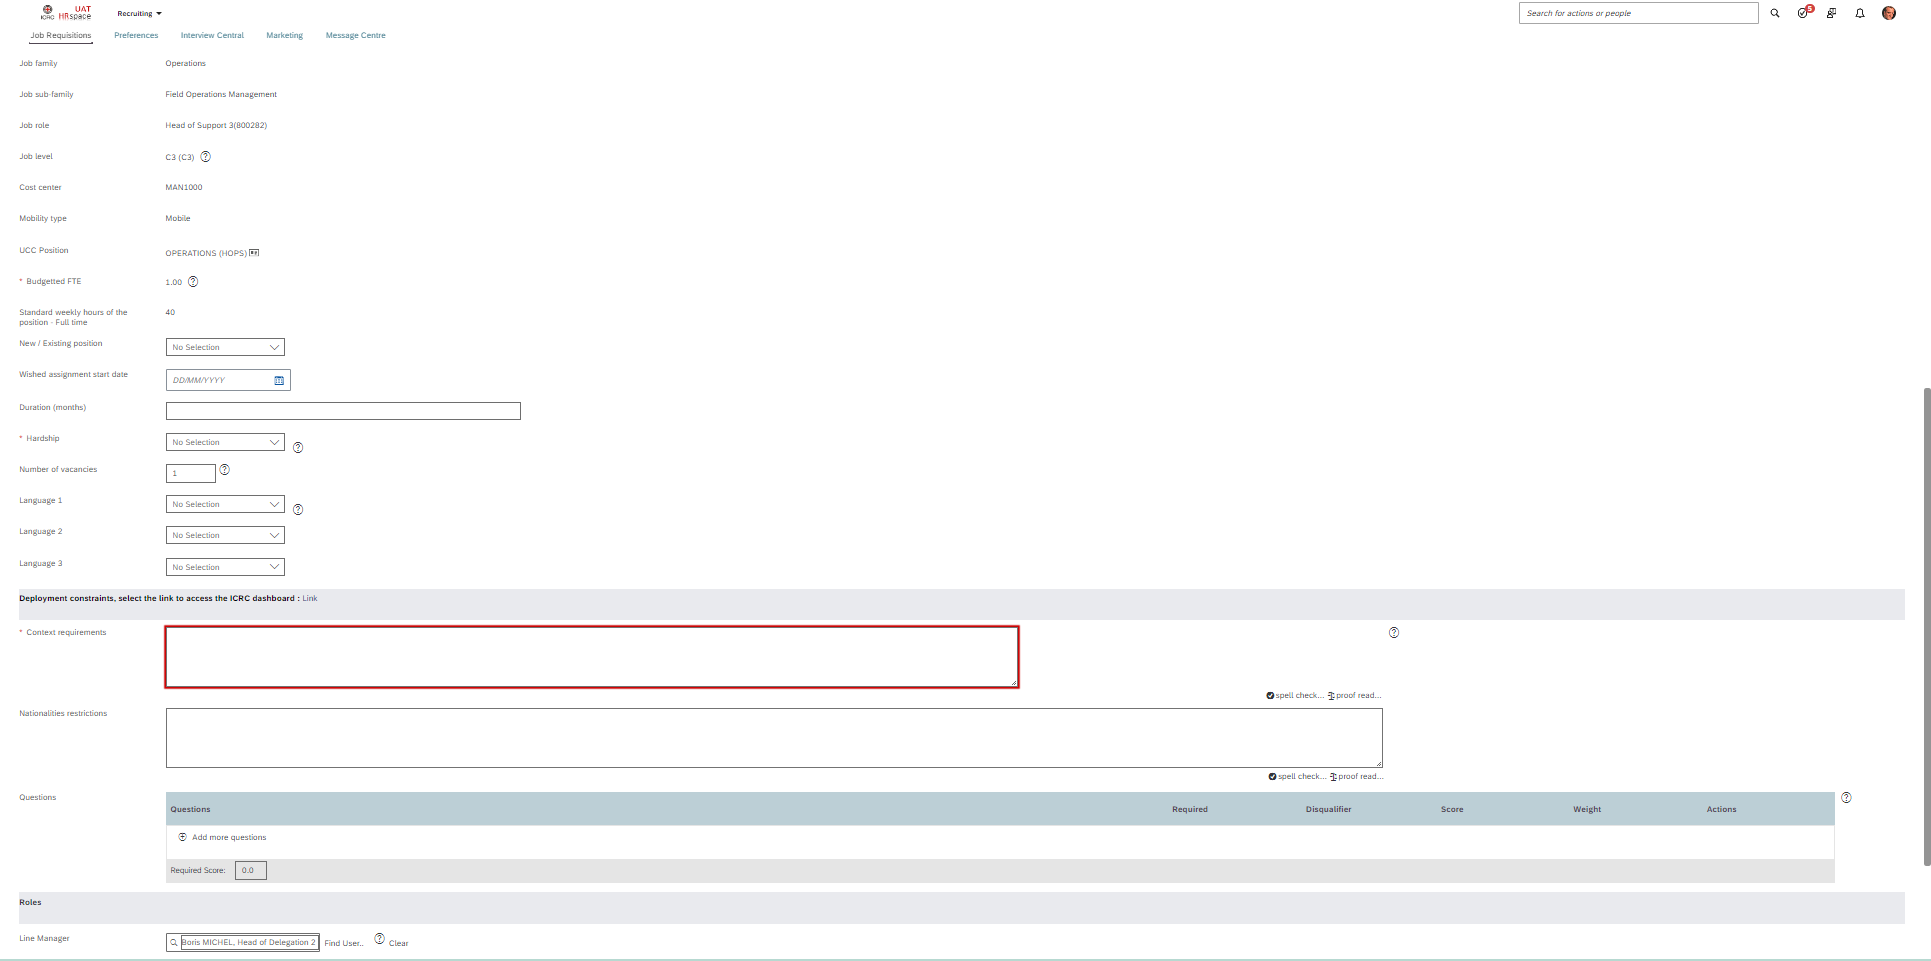 ICRC
UAT
HRspace
Recruiting
Search for actions or people
5
Job Requisitions
Preferences
Interview Central
Marketing
Message Centre
Job family
Operations
Job sub-family
Field Operations Management
Job role
Head of Support 3(800282)
Job level
C3 (C3)
Cost center
MAN1000
Mobility type
Mobile
UCC Position
OPERATIONS (HOPS)
* Budgetted FTE
1.00
Standard weekly hours of the
position - Full time
40
New / Existing position
No Selection
Wished assignment start date
DD/MM/YYYY
Duration (months)
* Hardship
No Selection
Number of vacancies
1
Language 1
No Selection
Language 2
No Selection
Language 3
No Selection
Deployment constraints, select the link to access the ICRC dashboard : Link
* Context requirements
spell check... proof read...
Nationalities restrictions
spell check... proof read...
Questions
Questions
Required
Disqualifier
Score
Weight
Actions
Add more questions
Required Score:
0.0
Roles
Line Manager
Boris MICHEL, Head of Delegation 2
Find User..
Clear